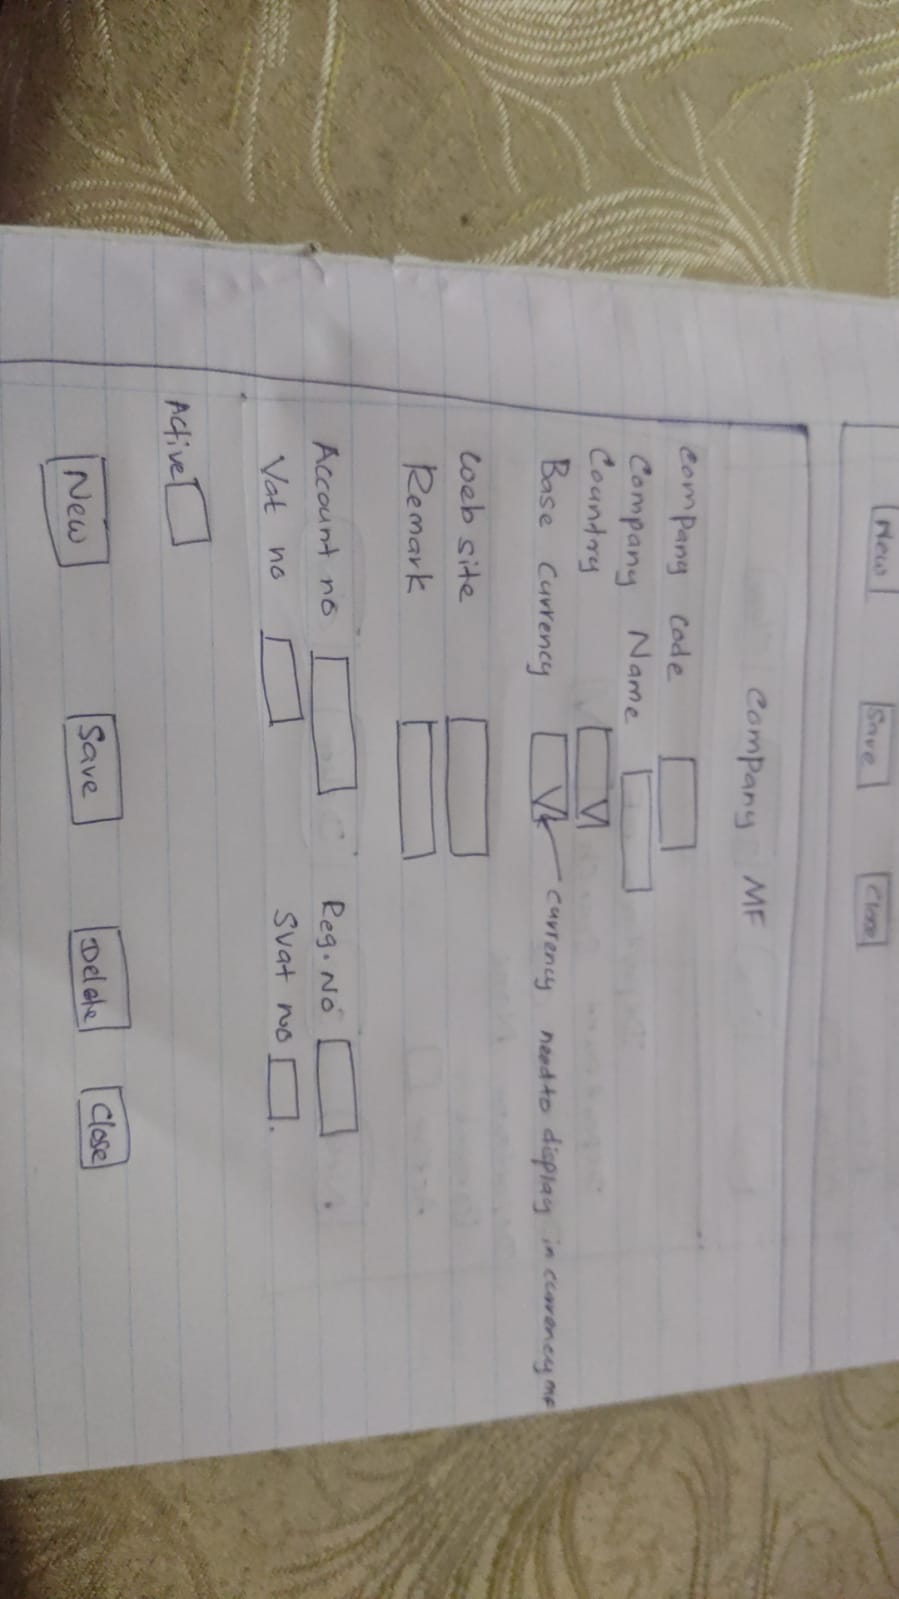 New Save Close
Company MF
Company Code
Company Name
Country
Base Currency currency need to display in currency MF
Web site
Remark
Account no Reg. No
Vat no SVat no
Active
New Save Delete Close